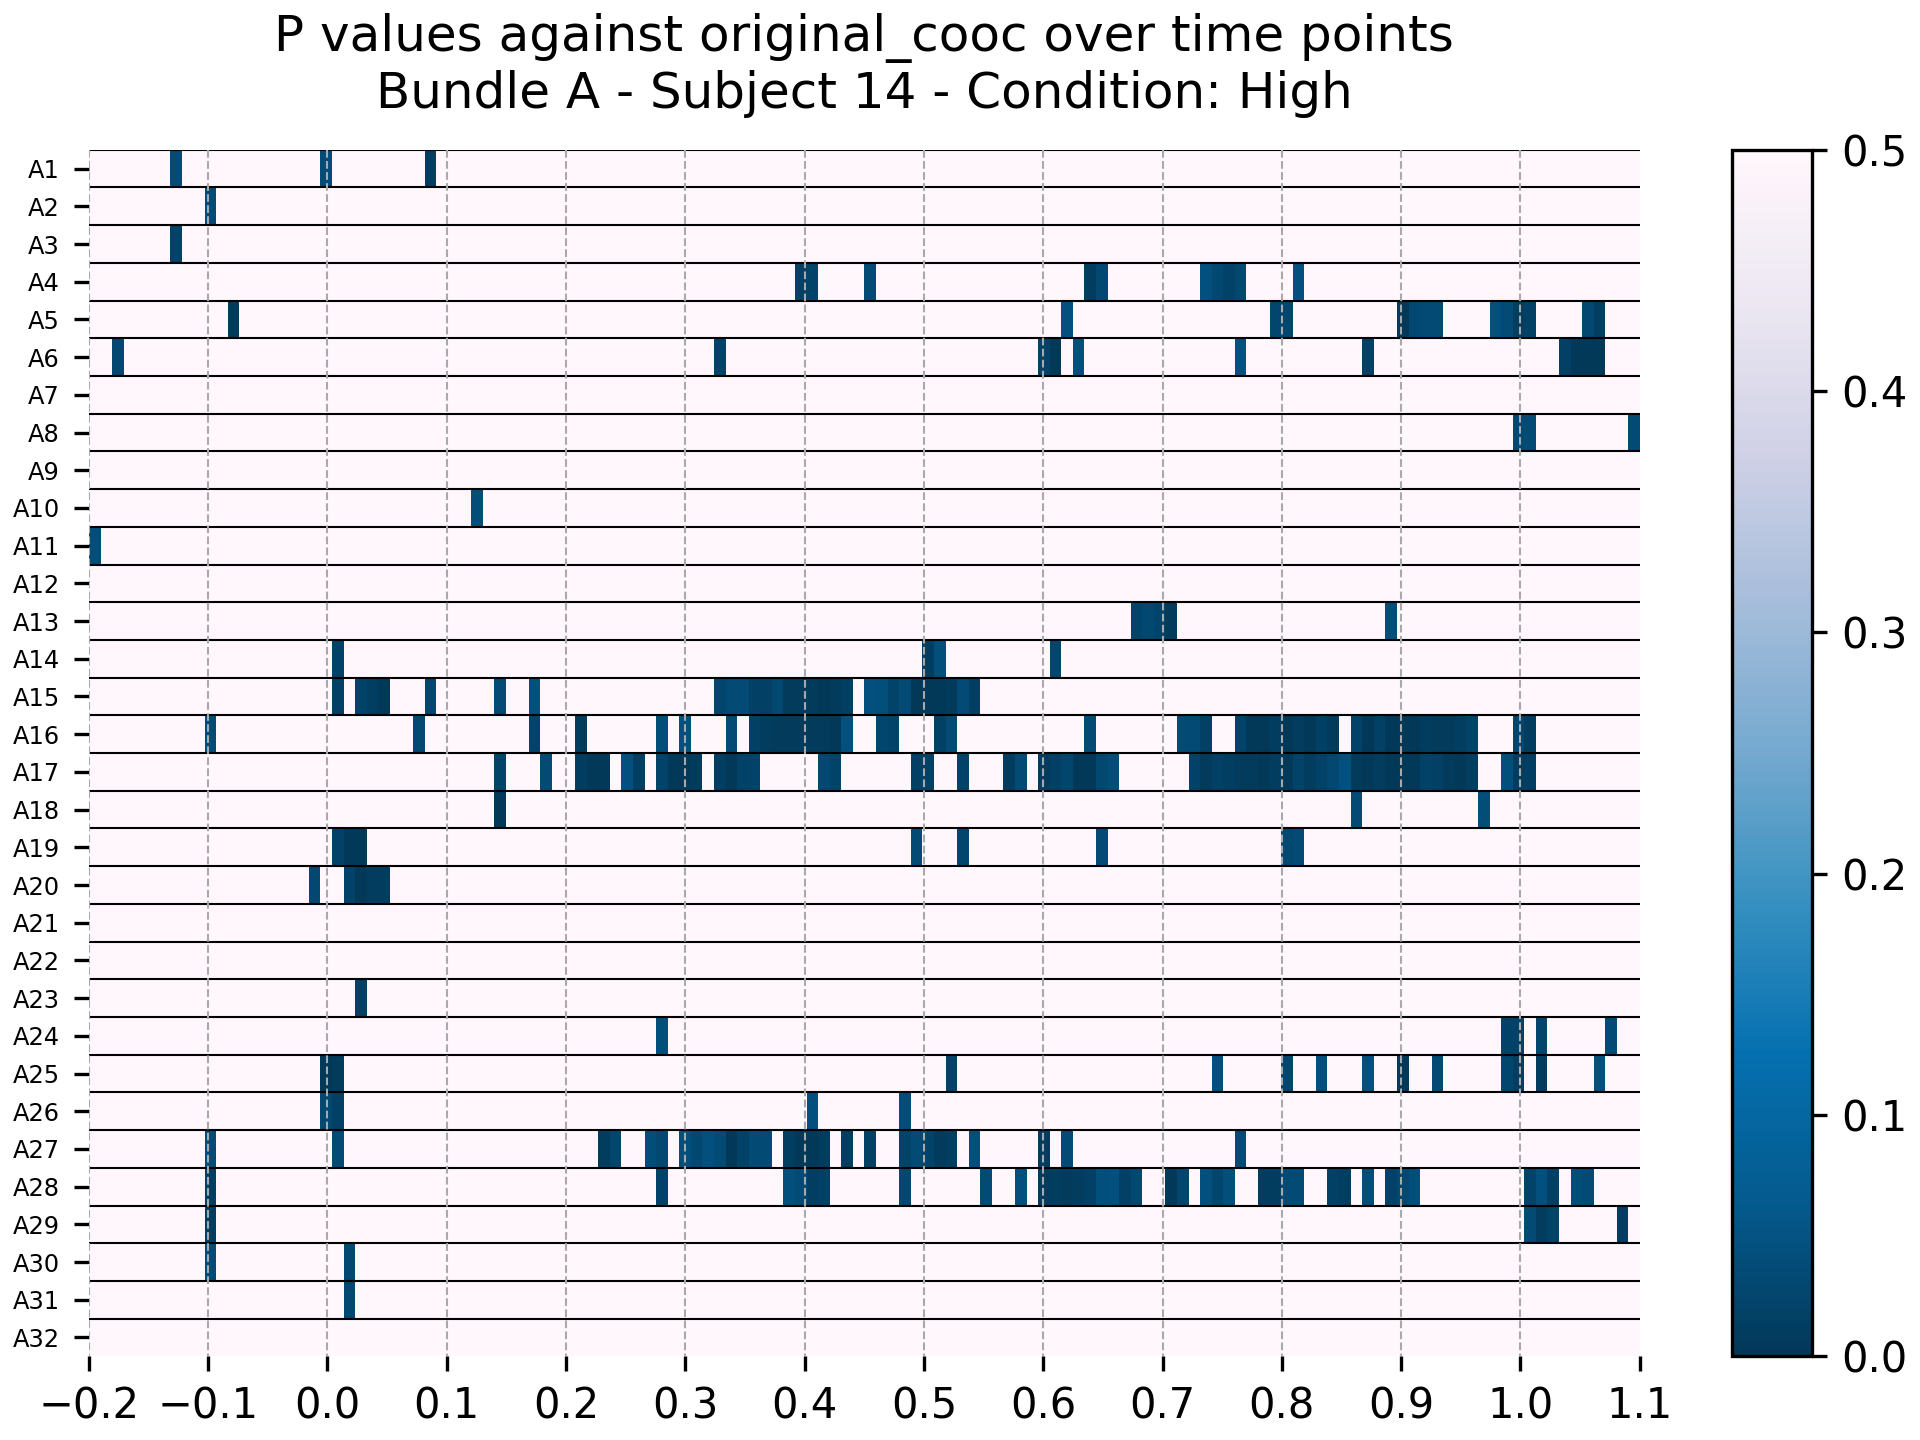 P values against original_cooc over time points
Bundle A - Subject 14 - Condition: High
A1
A2
A3
A4
A5
A6
A7
A8
A9
A10
A11
A12
A13
A14
A15
A16
A17
A18
A19
A20
A21
A22
A23
A24
A25
A26
A27
A28
A29
A30
A31
A32
−0.2 −0.1 0.0 0.1 0.2 0.3 0.4 0.5 0.6 0.7 0.8 0.9 1.0 1.1
0.5
0.4
0.3
0.2
0.1
0.0